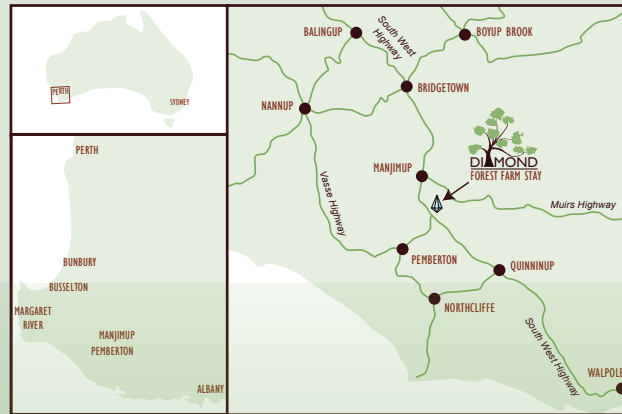 PERTH
SYDNEY
PERTH
BUNBURY
BUSSELTON
MARGARET
RIVER
MANJIMUP
PEMBERTON
ALBANY
BALINGUP
South West
Highway
BOYUP BROOK
BRIDGETOWN
NANNUP
DIAMOND
FOREST FARM STAY
MANJIMUP
Muirs Highway
Vasse Highway
PEMBERTON
QUINNINUP
NORTHCLIFFE
South West Highway
WALPOLE